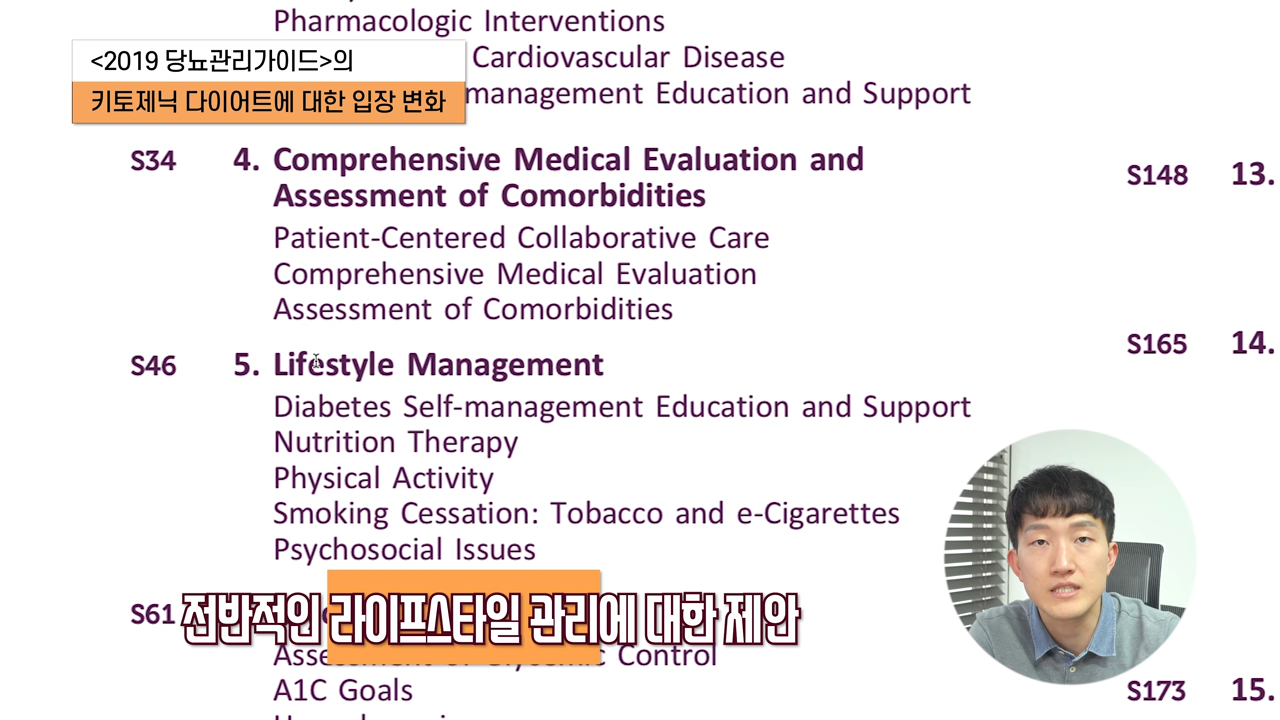 Pharmacologic Interventions
<2019 당뇨관리가이드>의
Cardiovascular Disease
키토제닉 다이어트에 대한 입장 변화
management Education and Support
S34 4. Comprehensive Medical Evaluation and
Assessment of Comorbidities
Patient-Centered Collaborative Care
Comprehensive Medical Evaluation
Assessment of Comorbidities
S46 5. Lifestyle Management
Diabetes Self-management Education and Support
Nutrition Therapy
Physical Activity
Smoking Cessation: Tobacco and e-Cigarettes
Psychosocial Issues
S61
전반적인 라이프스타일 관리에 대한 제안
Control
A1C Goals
S148 13.
S165 14.
S173 15.